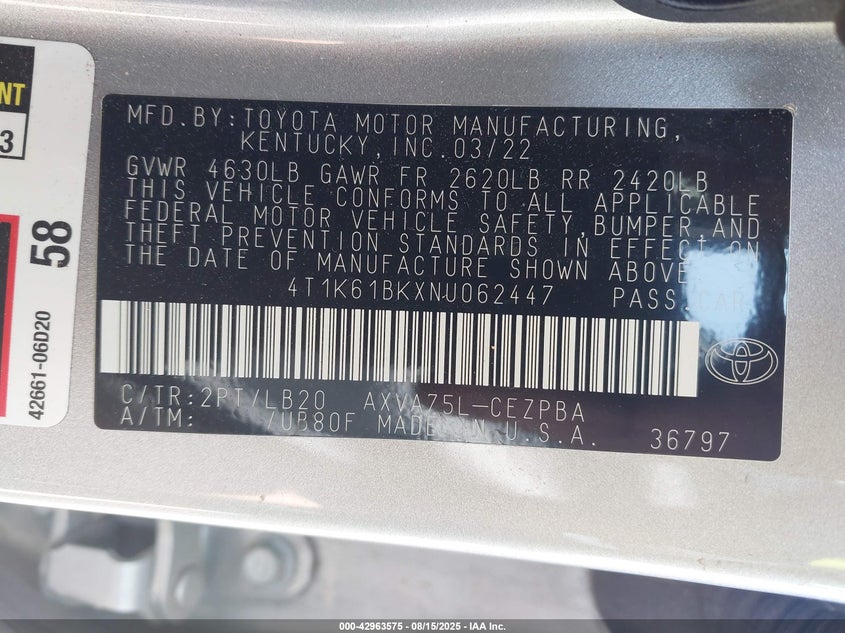 MFD.BY:TOYOTA MOTOR MANUFACTURING,
KENTUCKY,INC.03/22
GVWR 4630LB GAWR FR 2620LB RR 2420LB
THIS VEHICLE CONFORMS TO ALL APPLICABLE
FEDERAL MOTOR VEHICLE SAFETY,BUMPER,AND
THEFT PREVENTION STANDARDS IN EFFECT ON
THE DATE OF MANUFACTURE SHOWN ABOVE.
4T1K61BKXNU062447 PASS.CAR
C/TR:2PT/LB20 AXVA75L-CEZPBA
A/TM: /UB80F MADE IN U.S.A. 36797
NT
3
58
42661-06D20
000-42963575 - 08/15/2025 - IAA Inc.